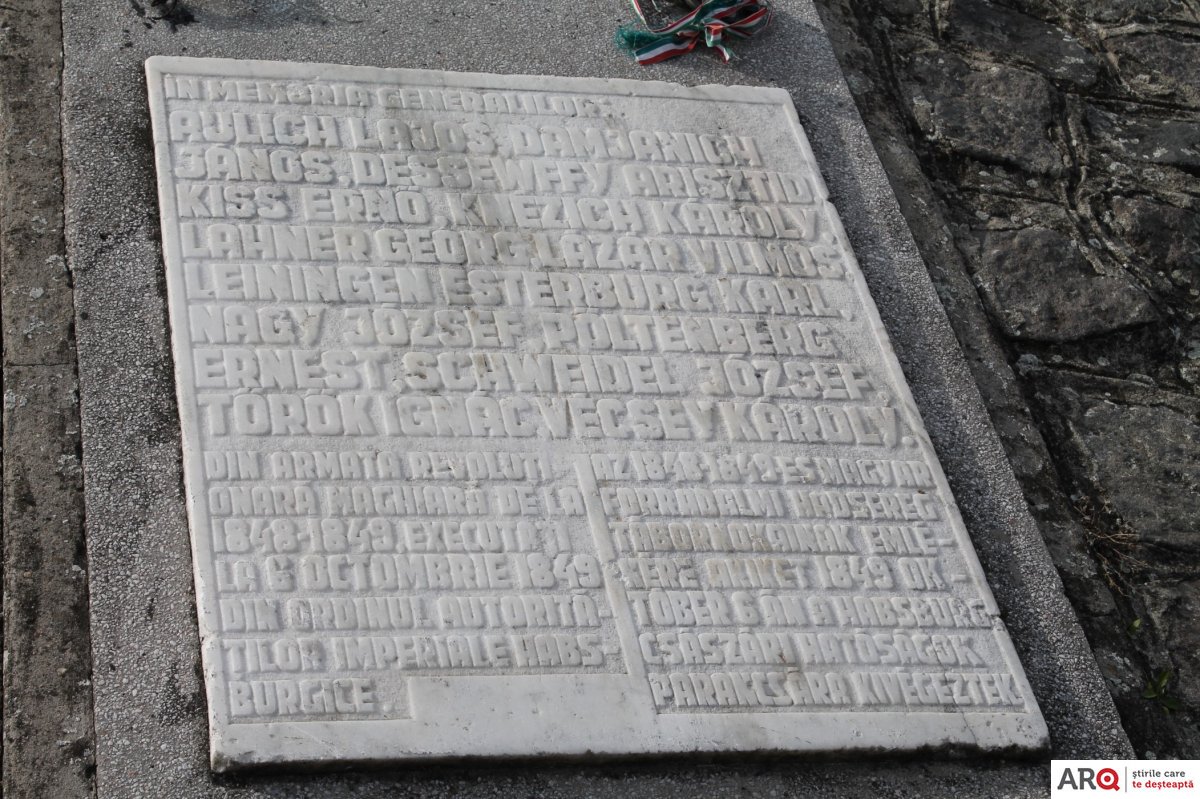 IN MEMORIA GENERALILOR:
AULICH LAJOS, DAMJANICH
JÁNOS, DESSEWFFY ARISZTID
KISS ERNŐ, KNEZICH KÁROLY,
LAHNER GEORG, LÁZÁR VILMOS,
LEININGEN ESTERBURG KARL,
NAGY JÓZSEF, PÖLTENBERG
ERNEST, SCHWEIDEL JÓZSEF
TÖRÖK IGNÁC, VECSEY KÁROLY.
DIN ARMATA REVOLUTI
ONARĂ MAGHIARĂ DE LA
1848-1849, EXECUTATI
LA 6 OCTOMBRIE 1849
DIN ORDINUL AUTORITĂ
TILOR IMPERIALE HABS-
BURGICE.
AZ 1848-1849-ES MAGYAR
FORRADALMI HADSEREG
TÁBORNOKAINAK EMLÉ-
KÉRE AKIKET 1849 OK-
TÓBER 6 ÁN A HABSBURG
CSÁSZÁRI HATÓSÁGOK
PARANCSÁRA KIVÉGEZTEK.
ARQ știrile care
te deșteaptă